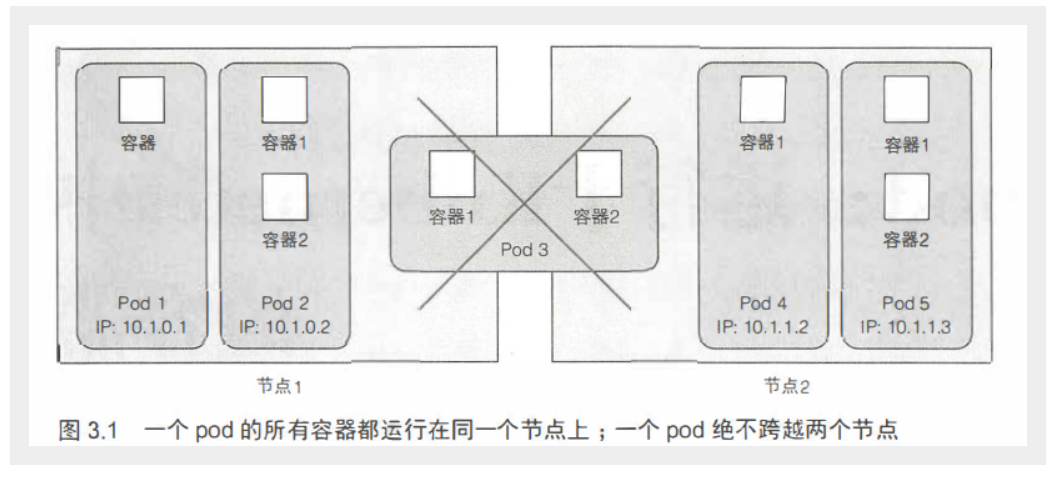 容器
容器1
容器2
Pod 1
IP: 10.1.0.1
Pod 2
IP: 10.1.0.2
容器1
容器2
Pod 3
容器1
Pod 4
IP: 10.1.1.2
容器1
容器2
Pod 5
IP: 10.1.1.3
节点1
节点2
图 3.1 一个 pod 的所有容器都运行在同一个节点上；一个 pod 绝不跨越两个节点